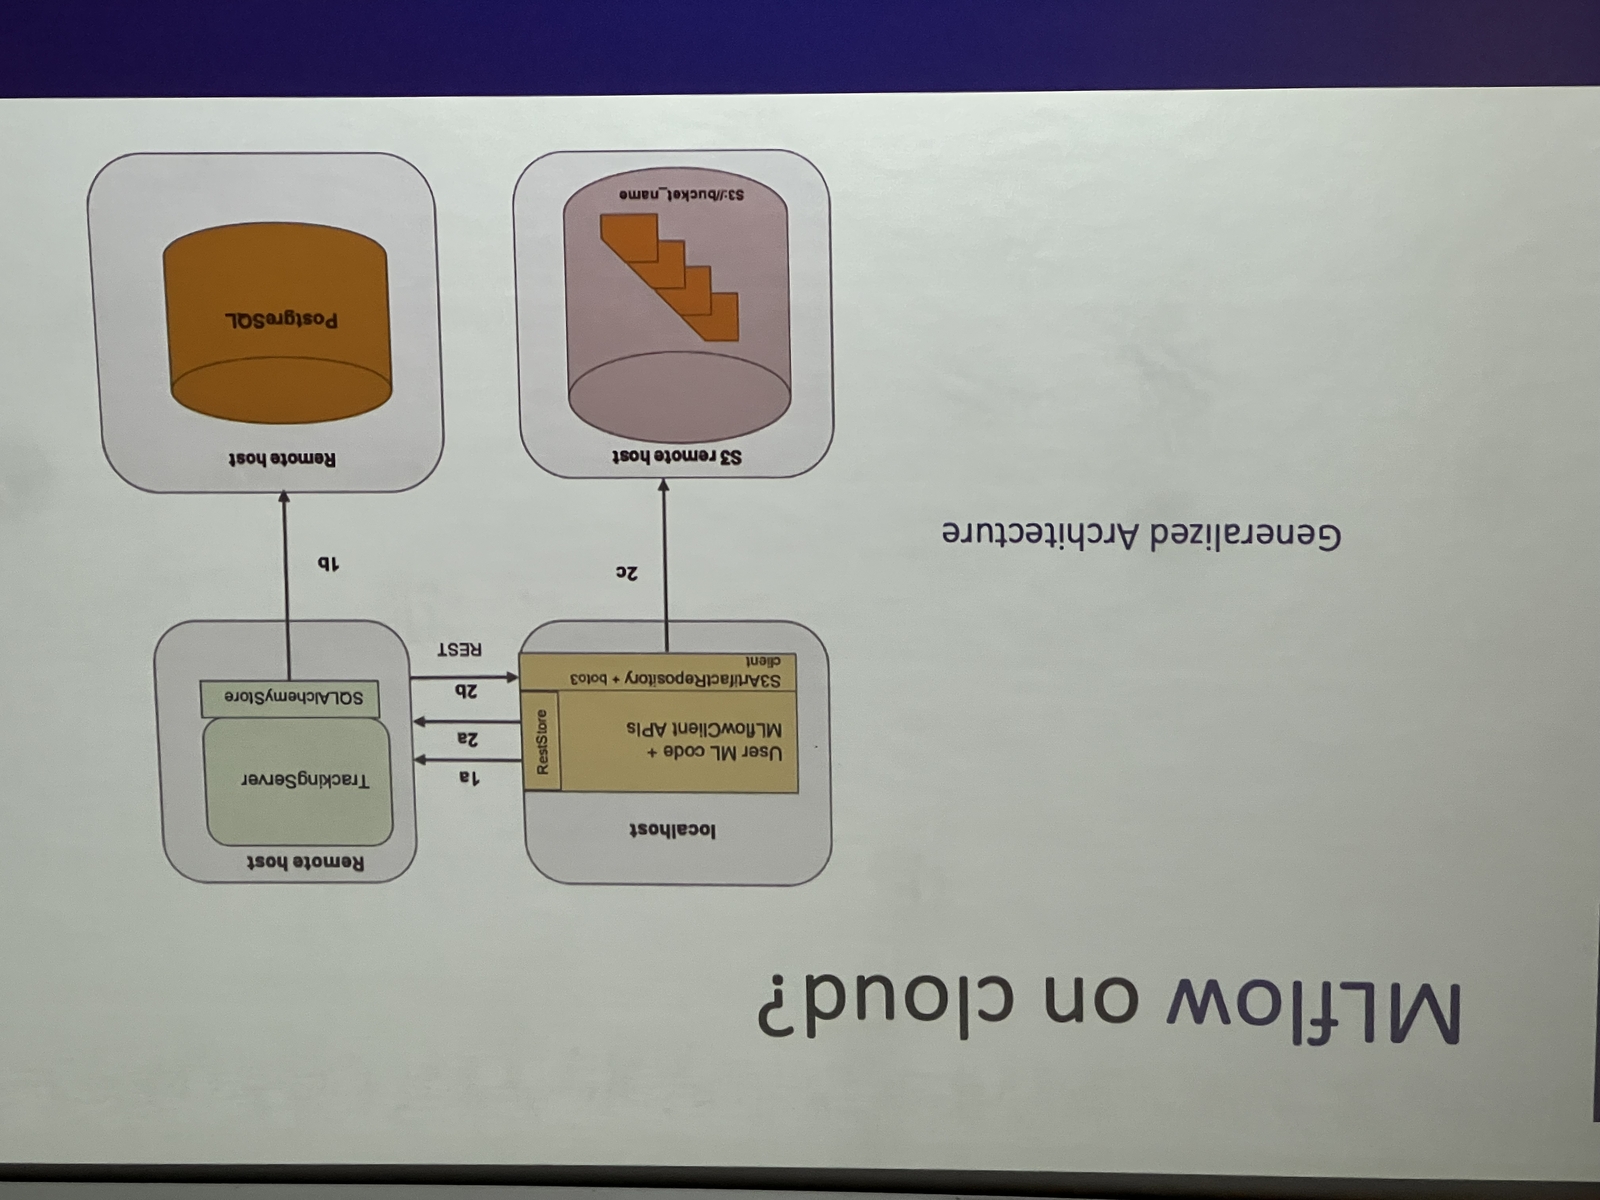 MLflow on cloud?
Generalized Architecture
localhost
User ML code +
MLflowClient APIs
RestStore
S3ArtifactRepository + boto3
client
1a
2a
2b
REST
Remote host
TrackingServer
SQLAlchemyStore
2c
1b
S3 remote host
S3://bucket_name
Remote host
PostgreSQL